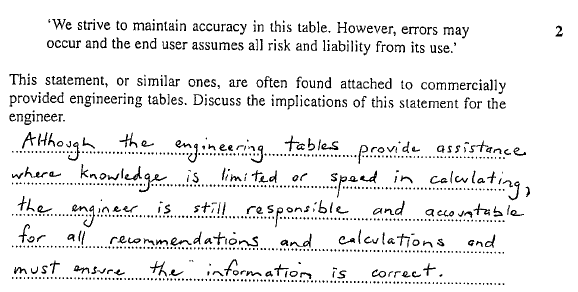 ‘We strive to maintain accuracy in this table. However, errors may 2
occur and the end user assumes all risk and liability from its use.’
This statement, or similar ones, are often found attached to commercially
provided engineering tables. Discuss the implications of this statement for the
engineer.
Although the engineering tables provide assistance
where knowledge is limited or speed in calculating,
the engineer is still responsible and accountable
for all recommendations and calculations and
must ensure the information is correct.